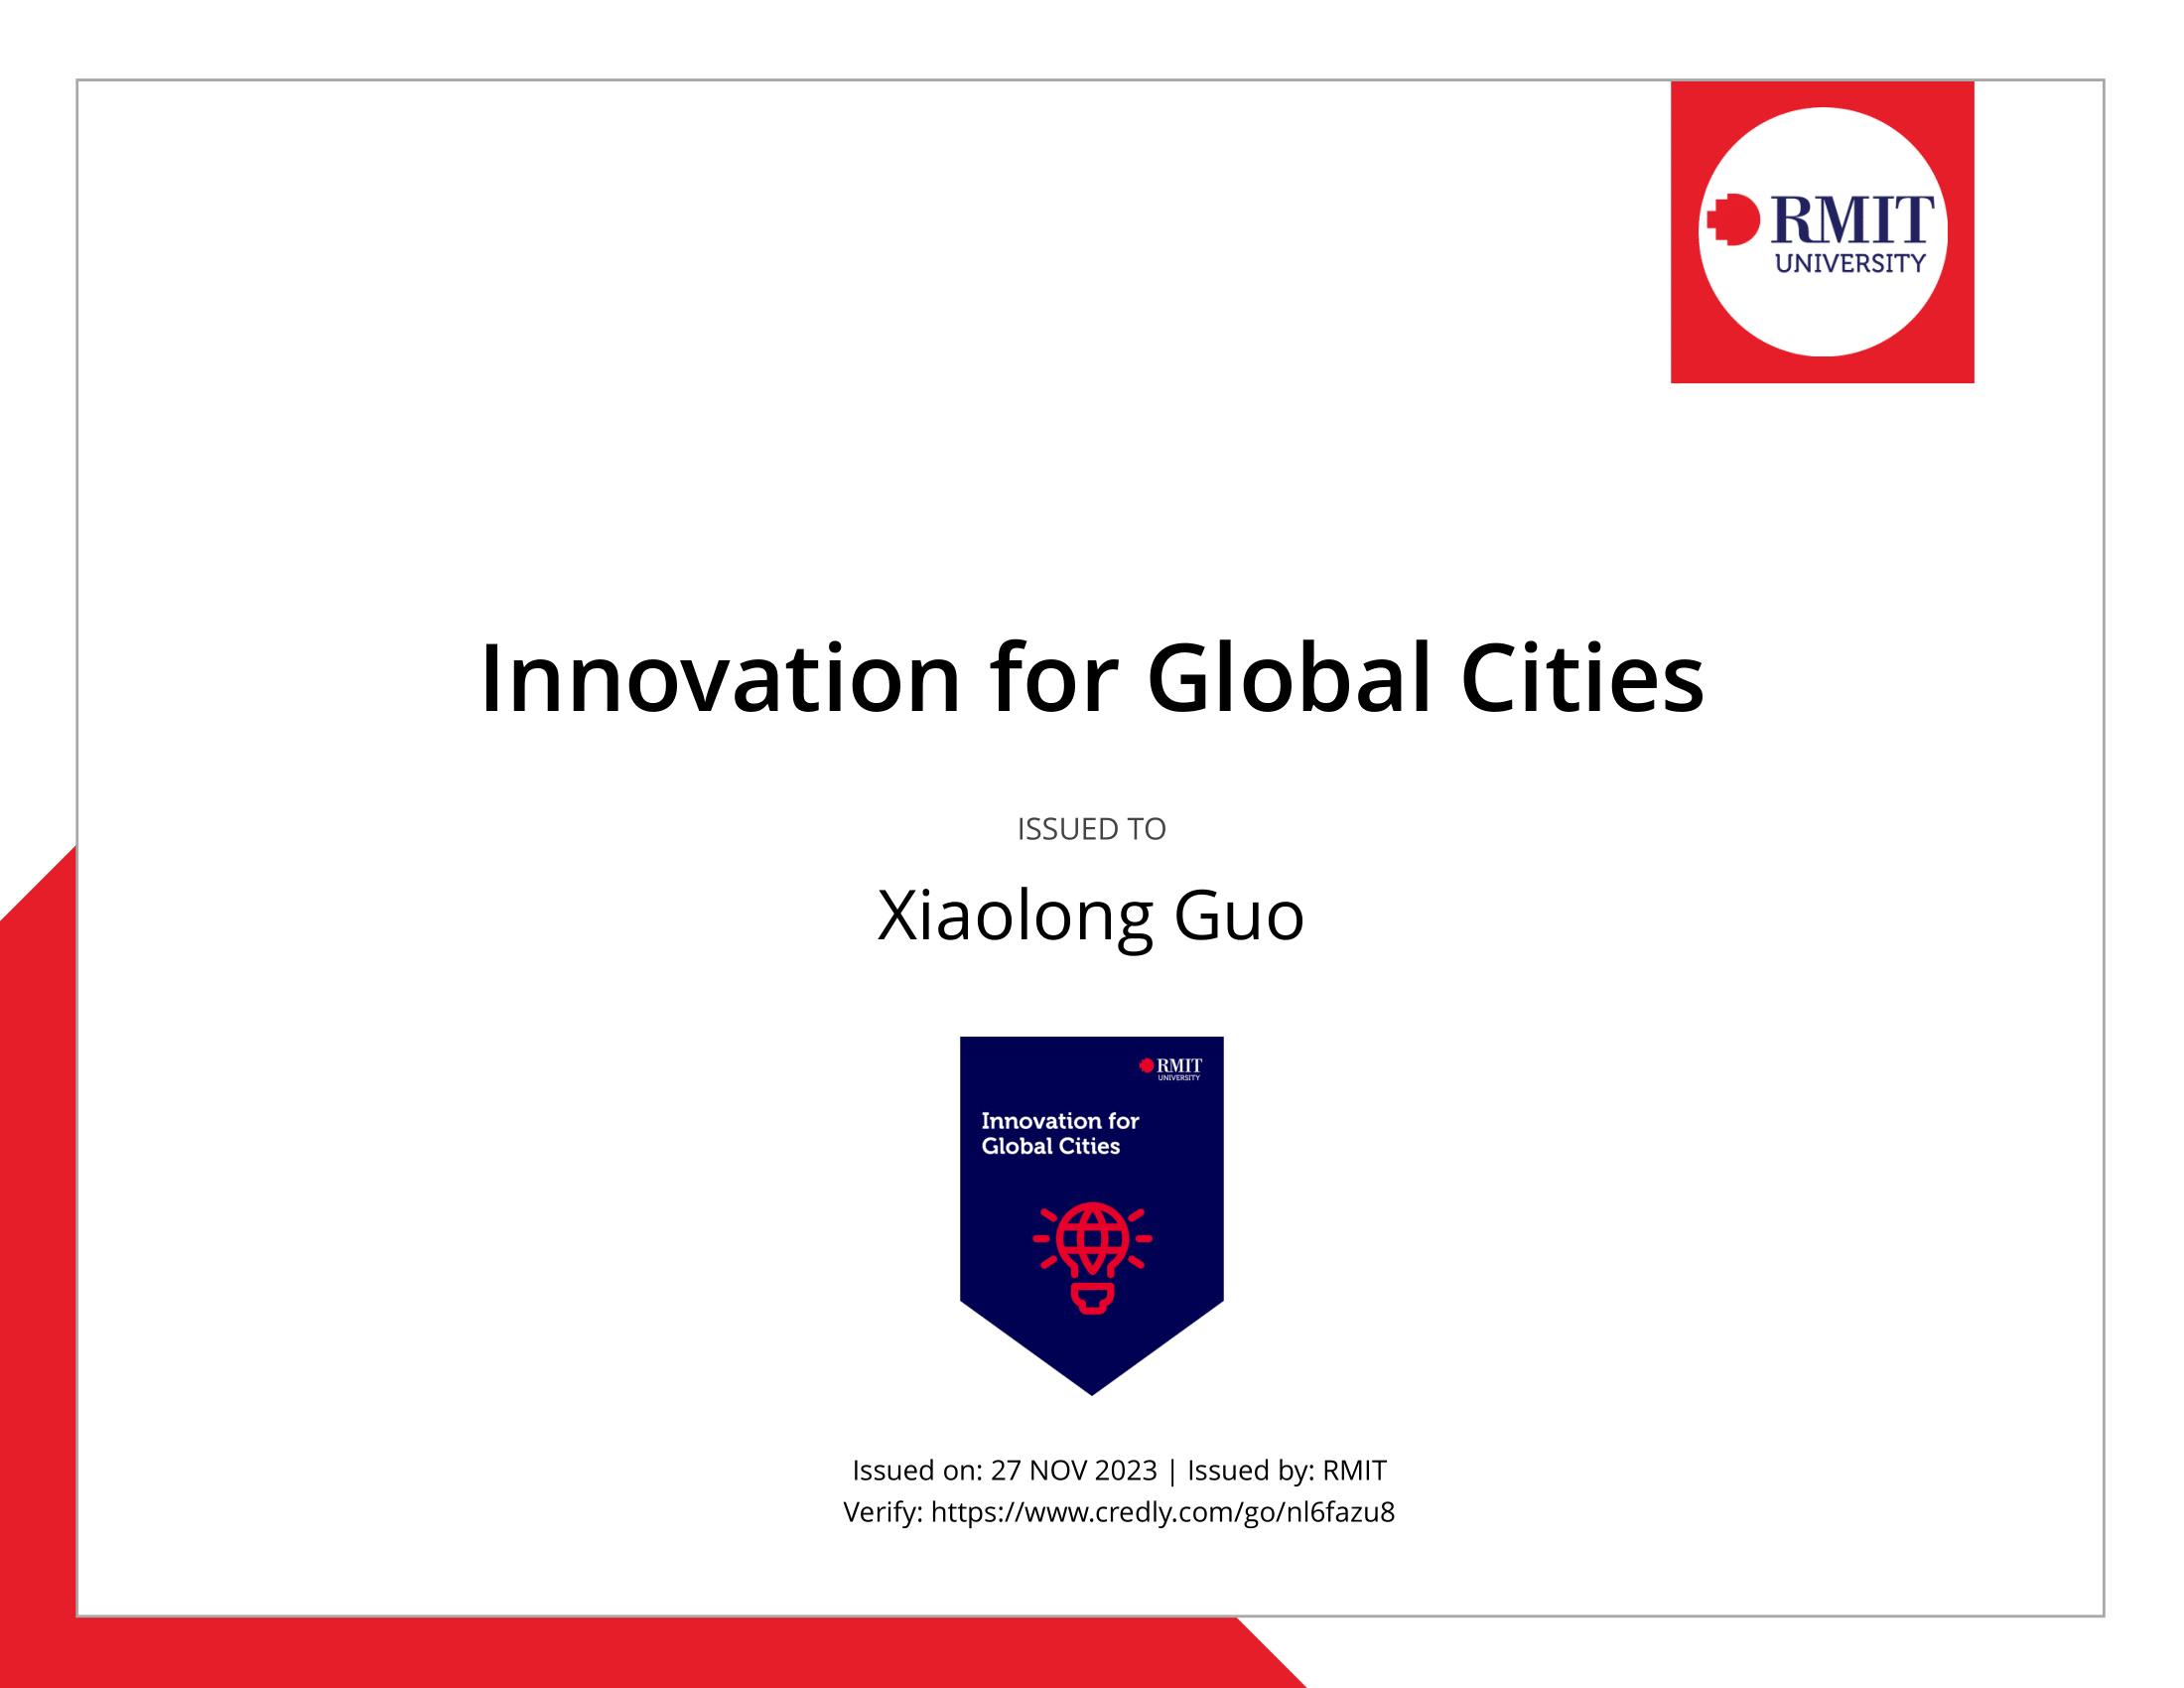 RMIT
UNIVERSITY
Innovation for Global Cities
ISSUED TO
Xiaolong Guo
RMIT
UNIVERSITY
Innovation for
Global Cities
Issued on: 27 NOV 2023 | Issued by: RMIT
Verify: https://www.credly.com/go/nl6fazu8